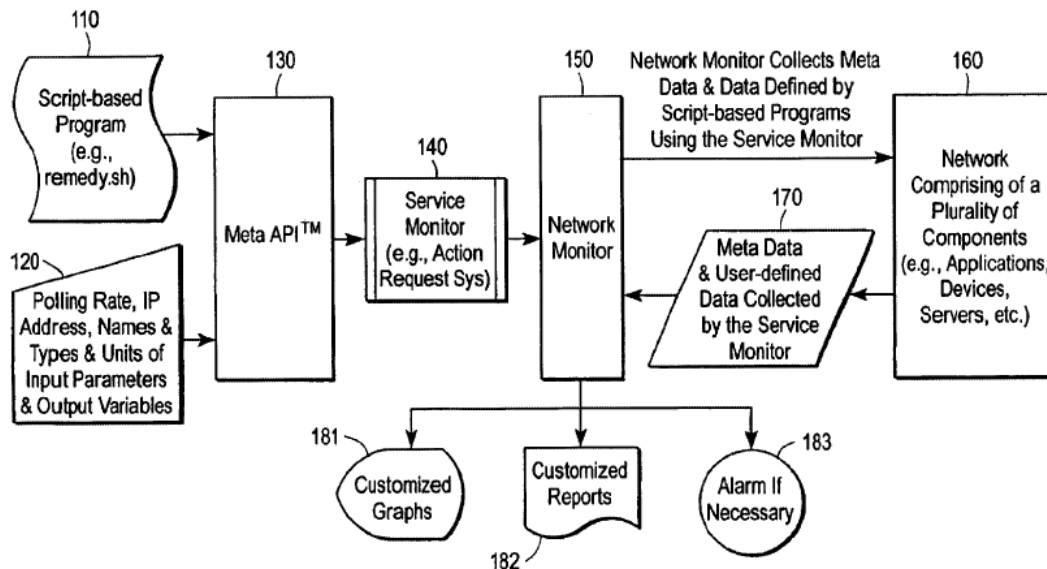 110
Script-based
Program
(e.g.,
remedy.sh)
120
Polling Rate, IP
Address, Names &
Types & Units of
Input Parameters
& Output Variables
130
Meta API™
140
Service
Monitor
(e.g., Action
Request Sys)
150
Network
Monitor
Network Monitor Collects Meta
Data & Data Defined by
Script-based Programs
Using the Service Monitor
160
Network
Comprising of a
Plurality of
Components
(e.g., Applications,
Devices,
Servers, etc.)
170
Meta Data
& User-defined
Data Collected
by the Service
Monitor
181
Customized
Graphs
Customized
Reports
182
183
Alarm If
Necessary